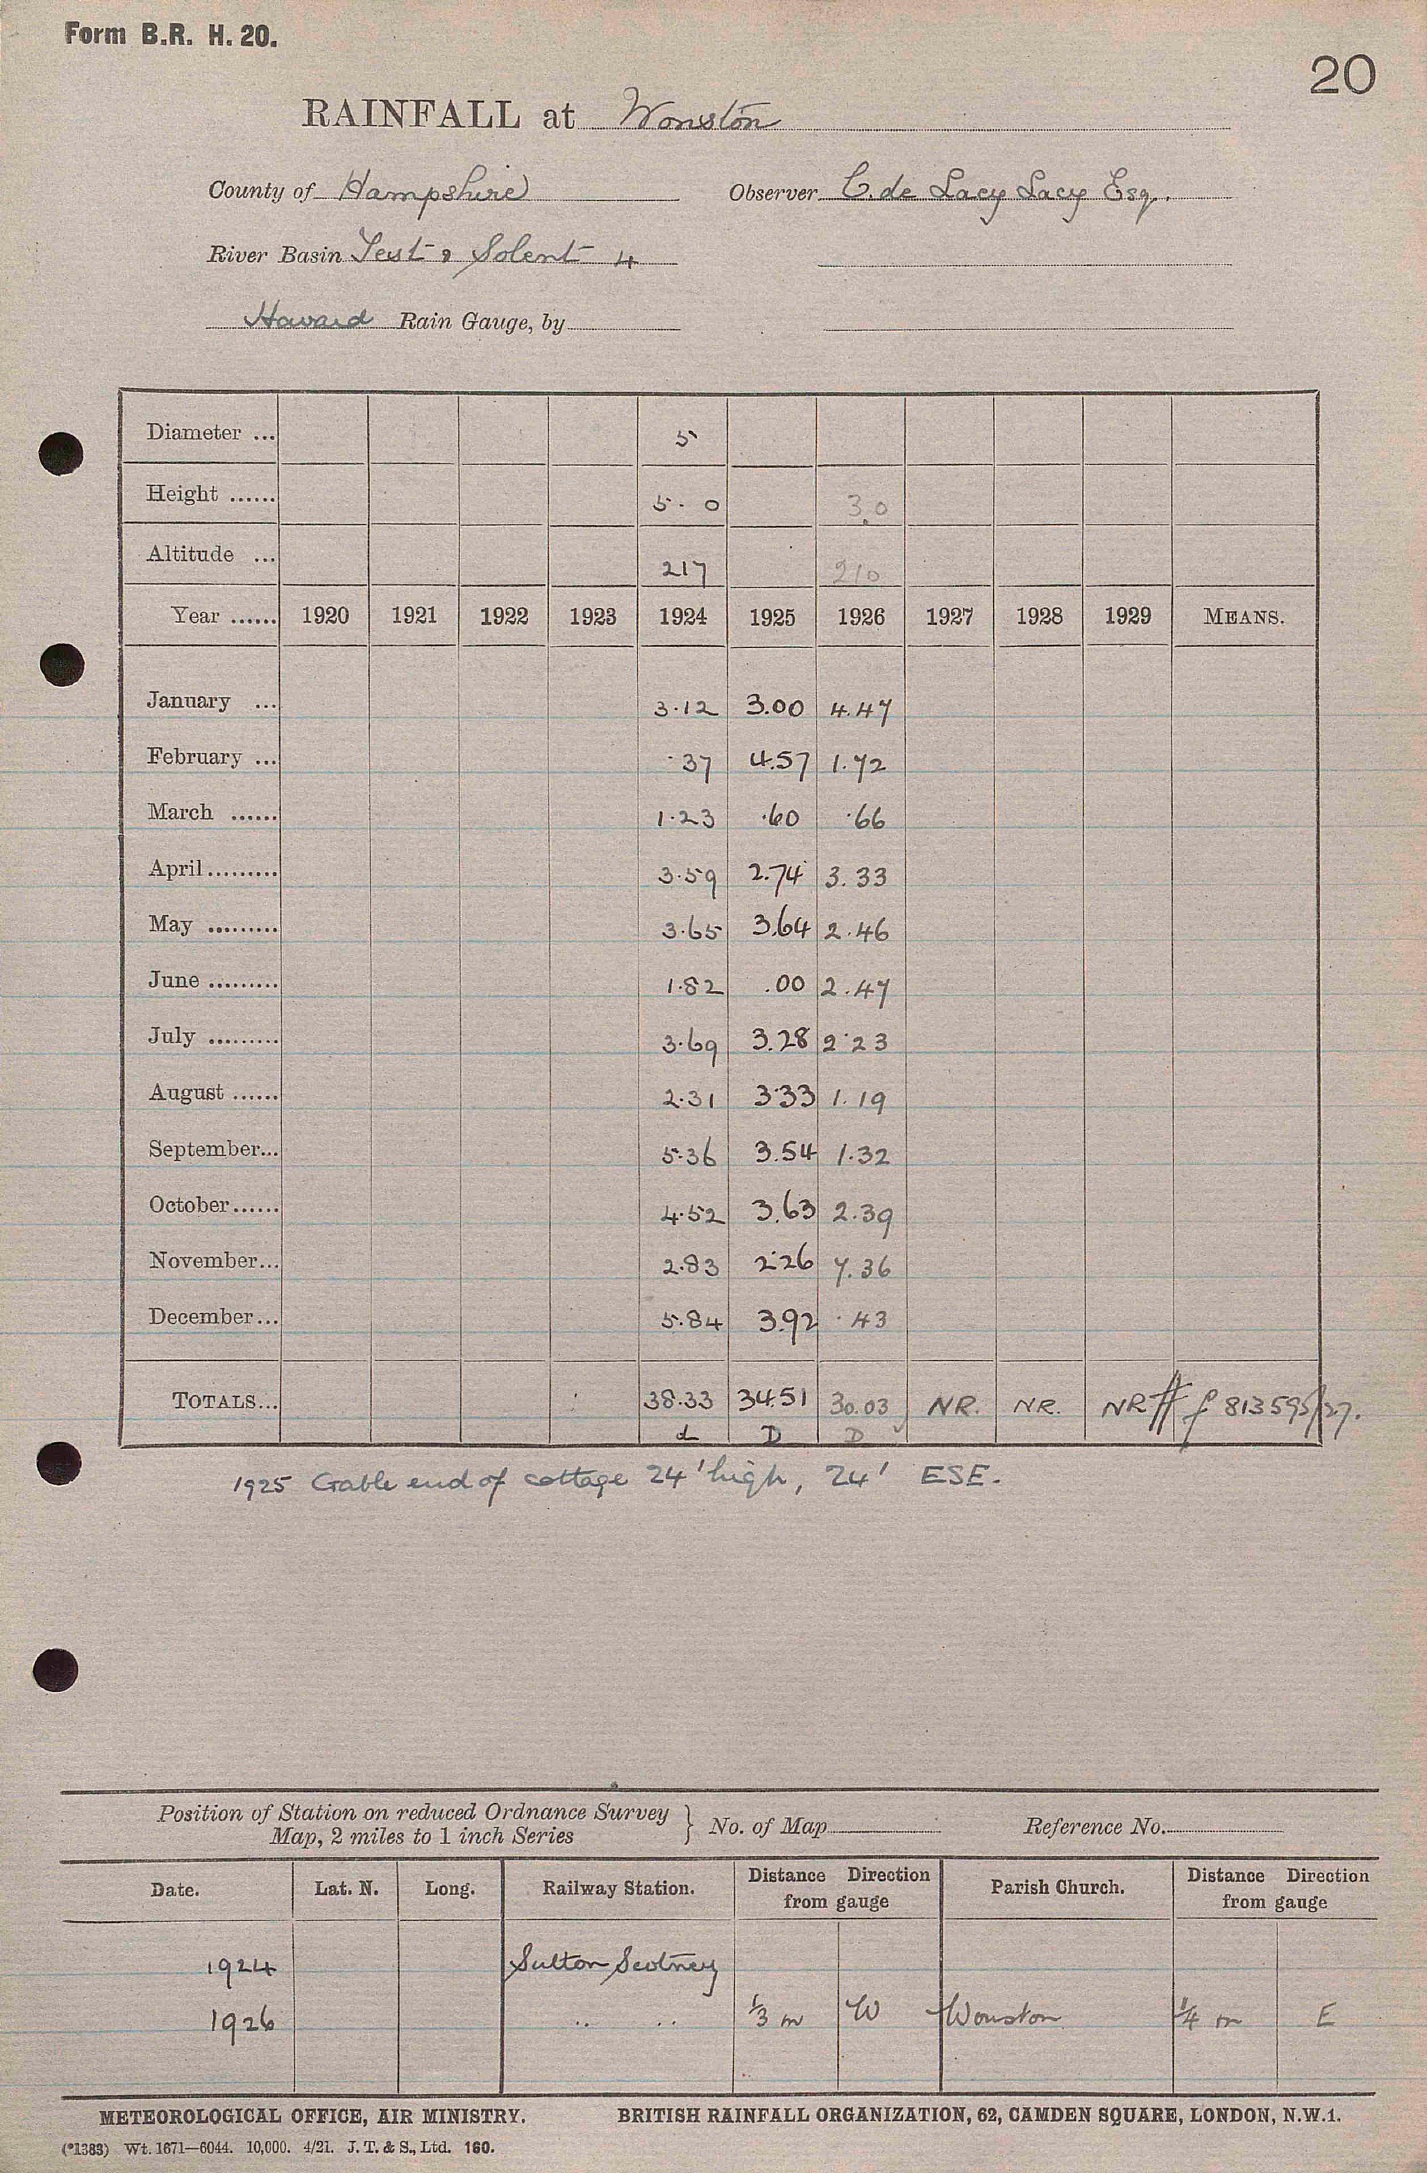 Form B.R. H. 20.
20
RAINFALL at Wonston
County of Hampshire Observer C. de Lacy Lacy Esq.
River Basin Test & Solent 4
Howard Rain Gauge, by
Diameter ... 5
Height ...... 5 . 0 3.0
Altitude ... 217 210
Year ...... 1920 1921 1922 1923 1924 1925 1926 1927 1928 1929 MEANS.
January ... 3.12 3.00 4.47
February ... .37 4.57 1.72
March ...... 1.23 .60 .66
April......... 3.59 2.74 3.33
May ......... 3.65 3.64 2.46
June ......... 1.82 .00 2.47
July ......... 3.69 3.28 2.23
August ...... 2.31 3.33 1.19
September... 5.36 3.54 1.32
October...... 4.52 3.63 2.39
November... 2.83 2.26 7.36
December... 5.84 3.92 .43
TOTALS... 38.33 34.51 30.03 NR. NR. NR // f 813595/27.
d D D
1925 Gable end of cottage 24' high, 24' ESE.
Position of Station on reduced Ordnance Survey
Map, 2 miles to 1 inch Series } No. of Map Reference No.
Date. Lat. N. Long. Railway Station. Distance Direction from gauge Parish Church. Distance Direction from gauge
1924 Sutton Scotney
1926 " " 1/3 m W Wonston 1/4 m E
METEOROLOGICAL OFFICE, AIR MINISTRY. BRITISH RAINFALL ORGANIZATION, 62, CAMDEN SQUARE, LONDON, N.W.1.
(*1383) Wt. 1671—6044. 10,000. 4/21. J. T. & S., Ltd. 160.